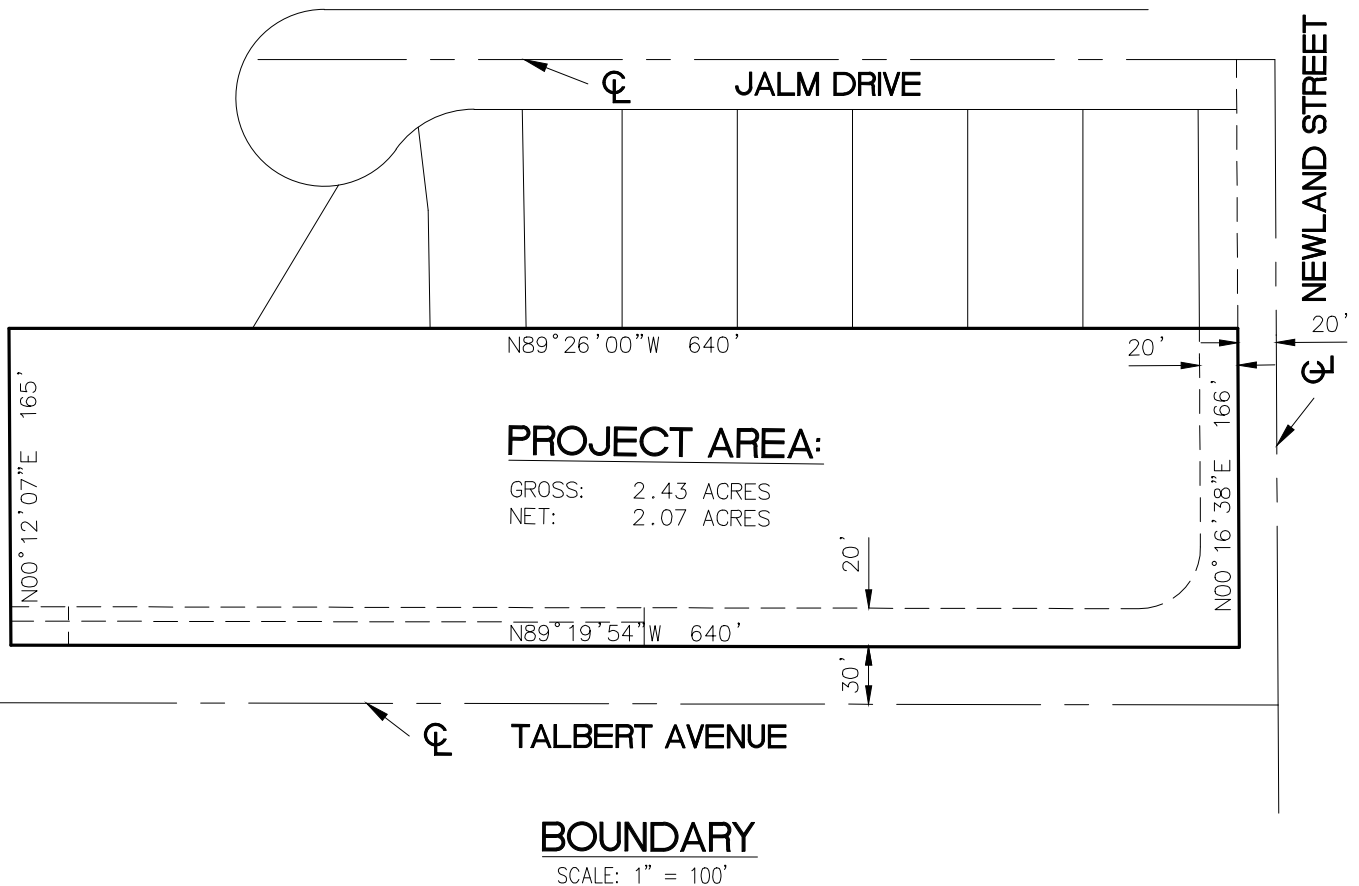 ℄ JALM DRIVE
NEWLAND STREET
20'
℄
N89°26'00"W 640'
20'
N00°12'07"E 165'
166'
N00°16'38"E
PROJECT AREA:
GROSS: 2.43 ACRES
NET: 2.07 ACRES
20'
N89°19'54"W 640'
30'
℄ TALBERT AVENUE
BOUNDARY
SCALE: 1" = 100'